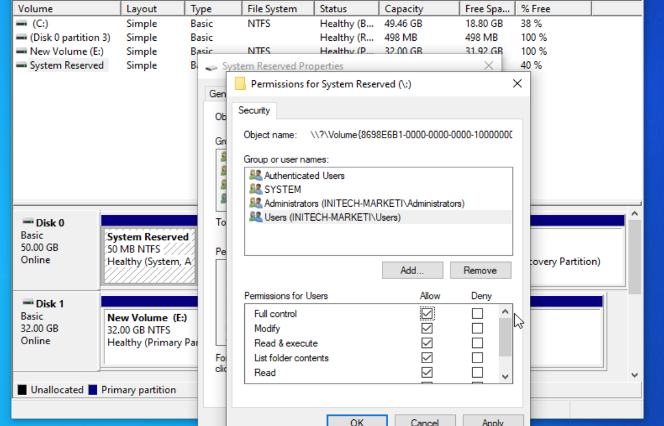 Volume Layout Type File System Status Capacity Free Spa... % Free
(C:) Simple Basic NTFS Healthy (B... 49.46 GB 18.80 GB 38 %
(Disk 0 partition 3) Simple Basic Healthy (R... 498 MB 498 MB 100 %
New Volume (E:) Simple Basic NTFS Healthy (P... 32.00 GB 31.92 GB 100 %
System Reserved Simple Ba 40 %
System Reserved Properties
Gen
Ob
Gr
To
Pe
For
clic
Permissions for System Reserved (\:)
Security
Object name: \\?\Volume{8698E6B1-0000-0000-0000-10000000
Group or user names:
Authenticated Users
SYSTEM
Administrators (INITECH-MARKETI\Administrators)
Users (INITECH-MARKETI\Users)
Add... Remove
Permissions for Users Allow Deny
Full control
Modify
Read & execute
List folder contents
Read
OK Cancel Apply
Disk 0
Basic
50.00 GB
Online
System Reserved
50 MB NTFS
Healthy (System, A
covery Partition)
Disk 1
Basic
32.00 GB
Online
New Volume (E:)
32.00 GB NTFS
Healthy (Primary Par
Unallocated Primary partition